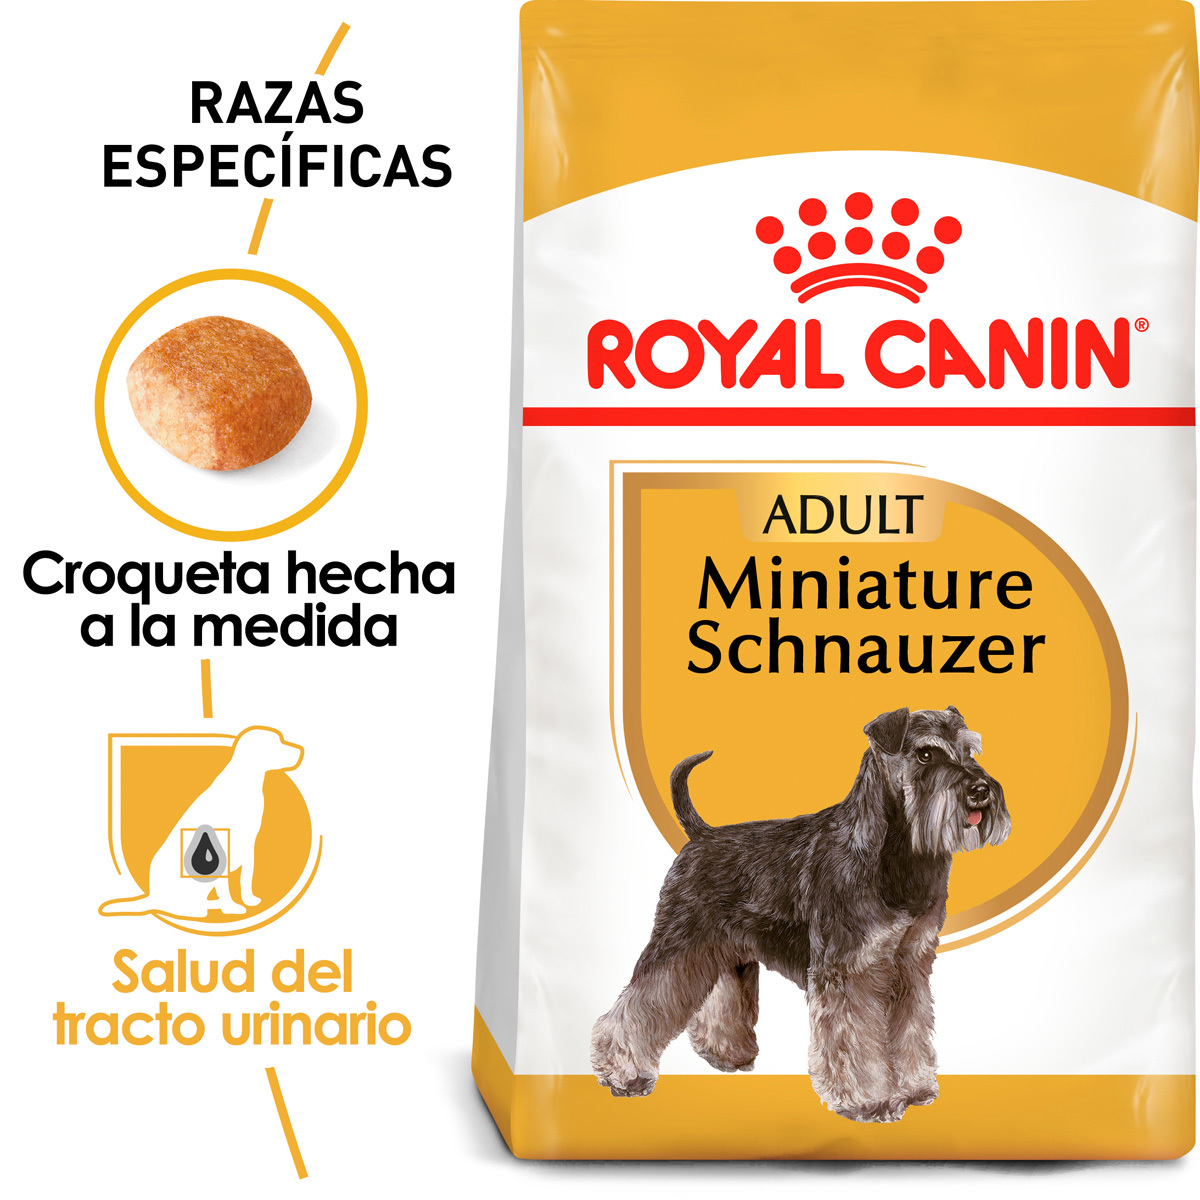 RAZAS
ESPECÍFICAS
Croqueta hecha
a la medida
Salud del
tracto urinario
ROYAL CANIN®
ADULT
Miniature
Schnauzer